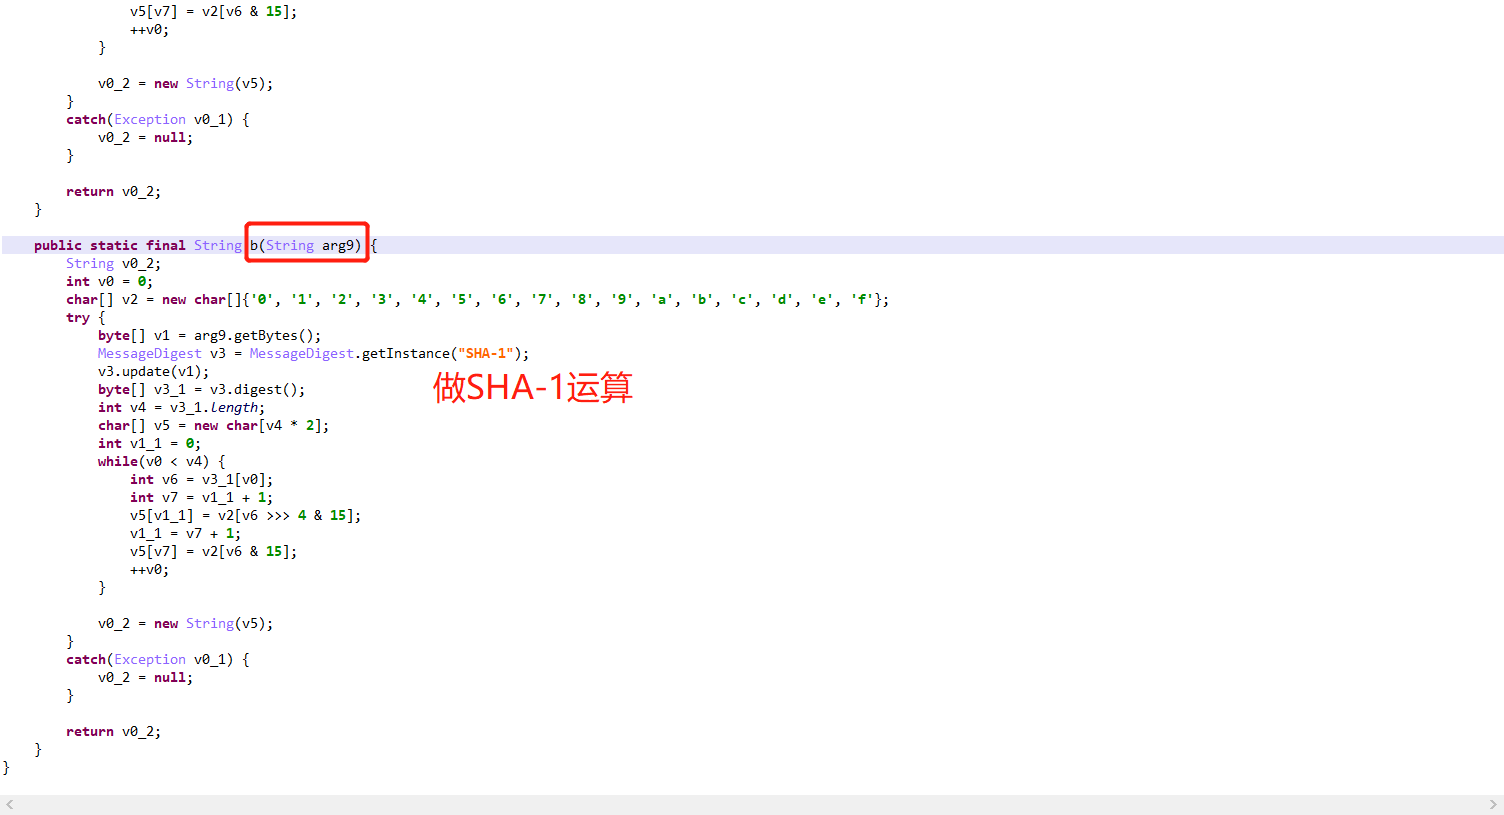 v5[v7] = v2[v6 & 15];
            ++v0;
        }
        v0_2 = new String(v5);
    }
    catch(Exception v0_1) {
        v0_2 = null;
    }
    return v0_2;
}
public static final String b(String arg9) {
    String v0_2;
    int v0 = 0;
    char[] v2 = new char[]{'0', '1', '2', '3', '4', '5', '6', '7', '8', '9', 'a', 'b', 'c', 'd', 'e', 'f'};
    try {
        byte[] v1 = arg9.getBytes();
        MessageDigest v3 = MessageDigest.getInstance("SHA-1");
        v3.update(v1);
        byte[] v3_1 = v3.digest();
做SHA-1运算
        int v4 = v3_1.length;
        char[] v5 = new char[v4 * 2];
        int v1_1 = 0;
        while(v0 < v4) {
            int v6 = v3_1[v0];
            int v7 = v1_1 + 1;
            v5[v1_1] = v2[v6 >>> 4 & 15];
            v1_1 = v7 + 1;
            v5[v7] = v2[v6 & 15];
            ++v0;
        }
        v0_2 = new String(v5);
    }
    catch(Exception v0_1) {
        v0_2 = null;
    }
    return v0_2;
}
}